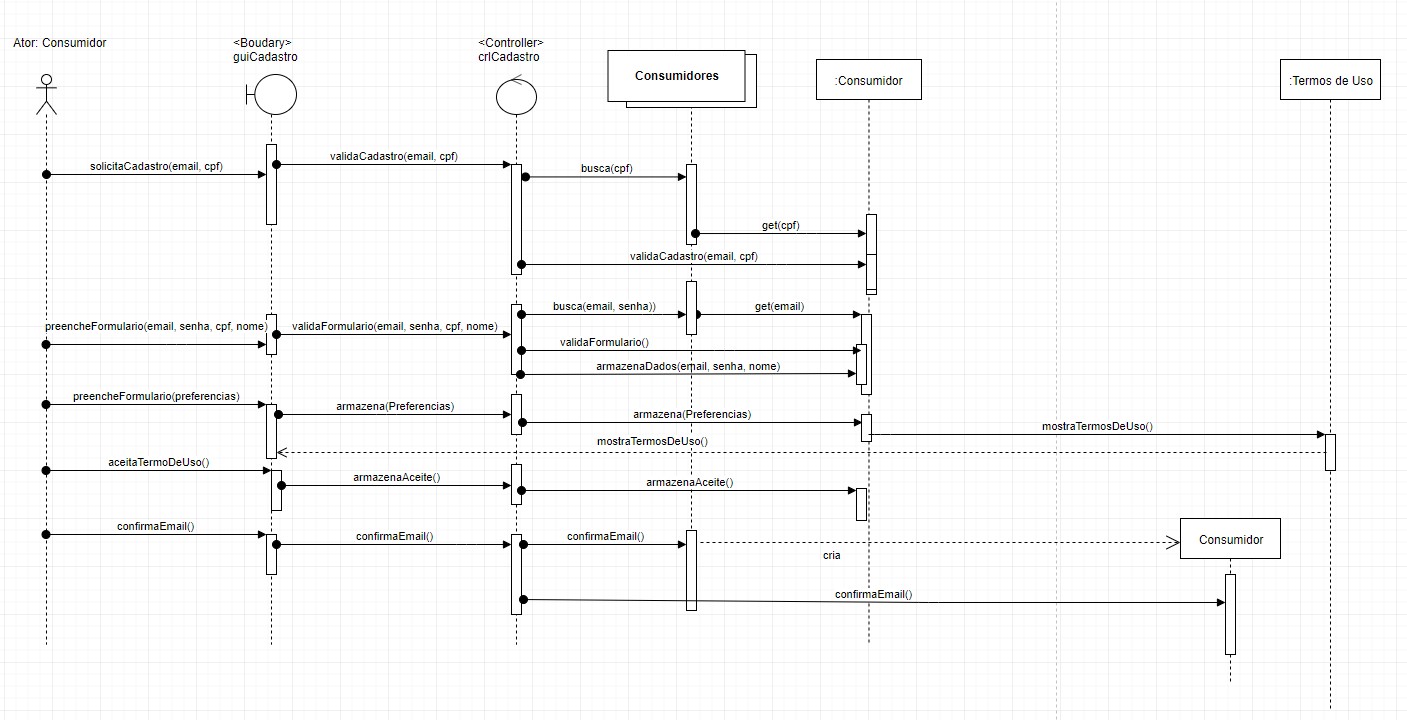 Ator: Consumidor
<Boudary>
guiCadastro
<Controller>
crlCadastro
Consumidores
:Consumidor
:Termos de Uso
solicitaCadastro(email, cpf)
validaCadastro(email, cpf)
busca(cpf)
get(cpf)
validaCadastro(email, cpf)
busca(email, senha))
get(email)
preencheFormulario(email, senha, cpf, nome)
validaFormulario(email, senha, cpf, nome)
validaFormulario()
armazenaDados(email, senha, nome)
preencheFormulario(preferencias)
armazena(Preferencias)
armazena(Preferencias)
mostraTermosDeUso()
mostraTermosDeUso()
aceitaTermoDeUso()
armazenaAceite()
armazenaAceite()
confirmaEmail()
confirmaEmail()
confirmaEmail()
cria
Consumidor
confirmaEmail()